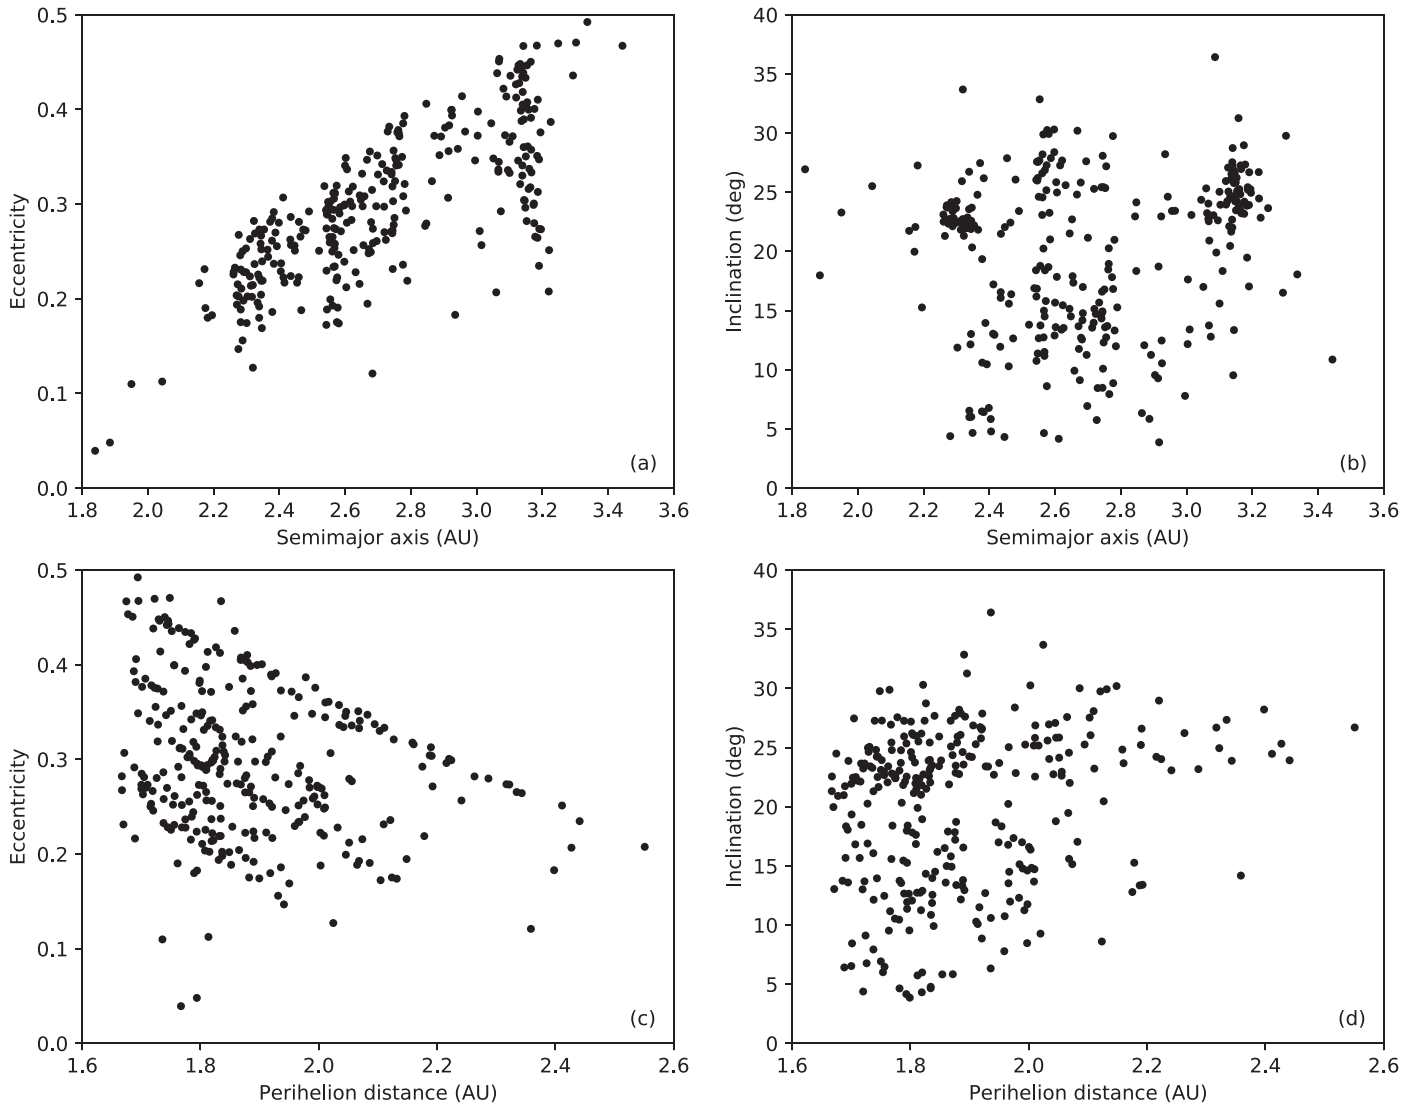 0.5
0.4
0.3
0.2
0.1
0.0
Eccentricity
(a)
1.8 2.0 2.2 2.4 2.6 2.8 3.0 3.2 3.4 3.6
Semimajor axis (AU)
40
35
30
25
20
15
10
5
0
Inclination (deg)
(b)
1.8 2.0 2.2 2.4 2.6 2.8 3.0 3.2 3.4 3.6
Semimajor axis (AU)
0.5
0.4
0.3
0.2
0.1
0.0
Eccentricity
(c)
1.6 1.8 2.0 2.2 2.4 2.6
Perihelion distance (AU)
40
35
30
25
20
15
10
5
0
Inclination (deg)
(d)
1.6 1.8 2.0 2.2 2.4 2.6
Perihelion distance (AU)